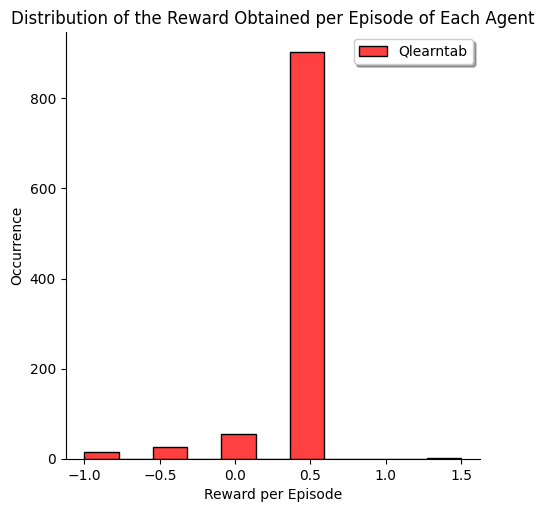 Distribution of the Reward Obtained per Episode of Each Agent
Qlearntab
Occurrence
800
600
400
200
0
−1.0 −0.5 0.0 0.5 1.0 1.5
Reward per Episode